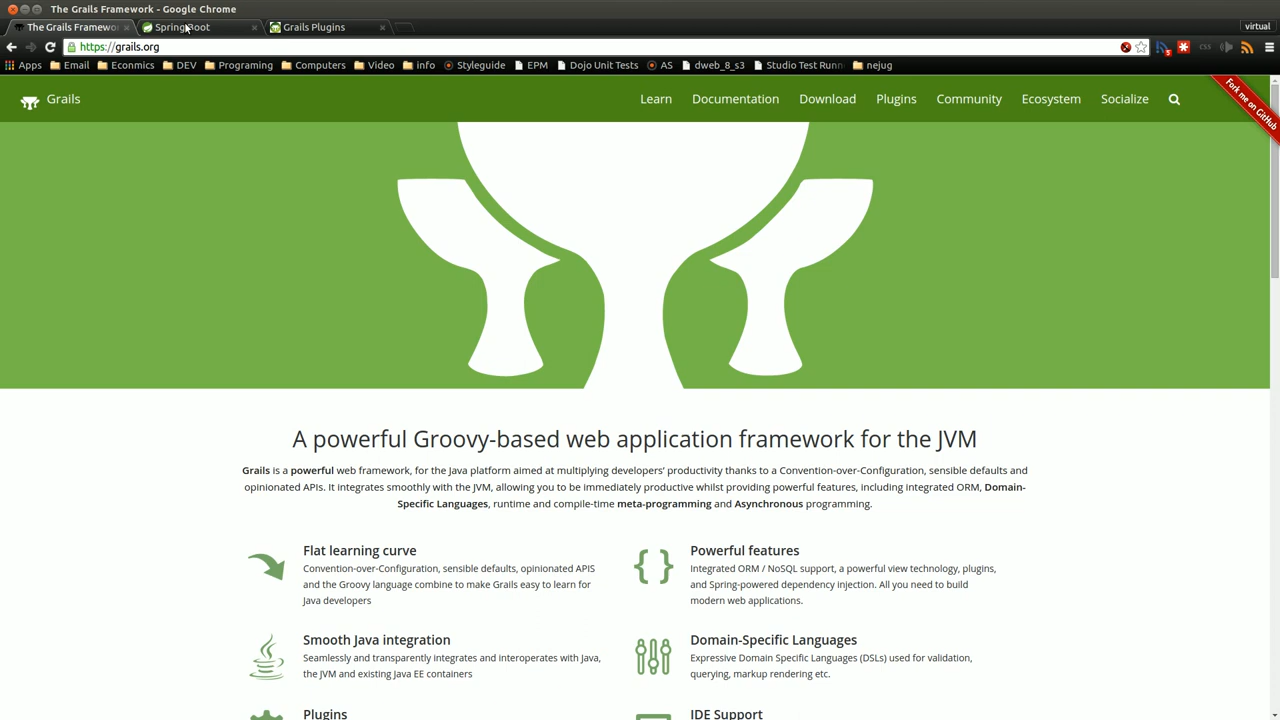 The Grails Framework - Google Chrome
The Grails Framewo
Spring Boot
Grails Plugins
virtual
https://grails.org
Apps Email Econmics DEV Programing Computers Video info Styleguide EPM Dojo Unit Tests AS dweb_8_s3 Studio Test Runn nejug
Grails
Learn Documentation Download Plugins Community Ecosystem Socialize
Fork me on GitHub
A powerful Groovy-based web application framework for the JVM
Grails is a powerful web framework, for the Java platform aimed at multiplying developers' productivity thanks to a Convention-over-Configuration, sensible defaults and
opinionated APIs. It integrates smoothly with the JVM, allowing you to be immediately productive whilst providing powerful features, including integrated ORM, Domain-
Specific Languages, runtime and compile-time meta-programming and Asynchronous programming.
Flat learning curve
Convention-over-Configuration, sensible defaults, opinionated APIS
and the Groovy language combine to make Grails easy to learn for
Java developers
Powerful features
Integrated ORM / NoSQL support, a powerful view technology, plugins,
and Spring-powered dependency injection. All you need to build
modern web applications.
Smooth Java integration
Seamlessly and transparently integrates and interoperates with Java,
the JVM and existing Java EE containers
Domain-Specific Languages
Expressive Domain Specific Languages (DSLs) used for validation,
querying, markup rendering etc.
Plugins
IDE Support